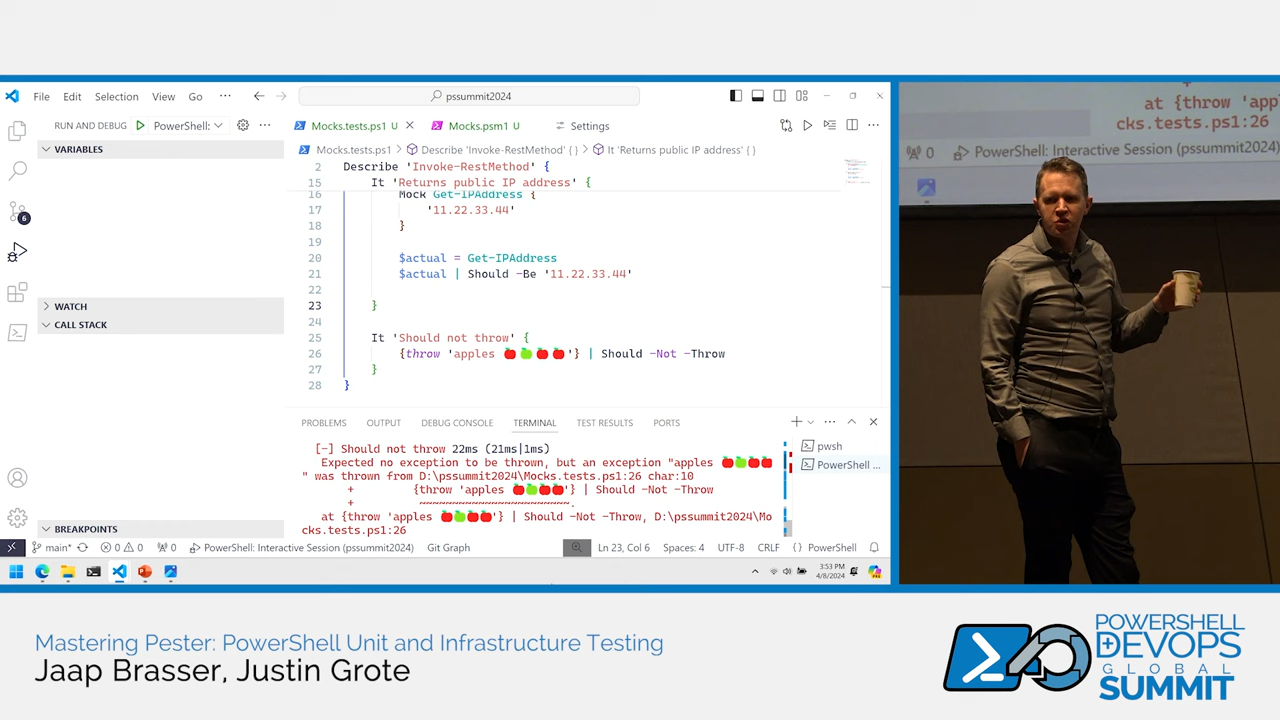 File Edit Selection View Go ··· pssummit2024
RUN AND DEBUG PowerShell: ···
Mocks.tests.ps1 U Mocks.psm1 U Settings
VARIABLES
Mocks.tests.ps1 > Describe 'Invoke-RestMethod' { } > It 'Returns public IP address' { }
2 Describe 'Invoke-RestMethod' {
15 It 'Returns public IP address' {
16 Mock Get-IPAddress {
17 '11.22.33.44'
18 }
19
20 $actual = Get-IPAddress
21 $actual | Should -Be '11.22.33.44'
22
23 }
24
25 It 'Should not throw' {
26 {throw 'apples 🍎🍏🍎🍎'} | Should -Not -Throw
27 }
28 }
WATCH
CALL STACK
BREAKPOINTS
PROBLEMS OUTPUT DEBUG CONSOLE TERMINAL TEST RESULTS PORTS
[-] Should not throw 22ms (21ms|1ms)
Expected no exception to be thrown, but an exception "apples 🍎🍏🍎🍎
" was thrown from D:\pssummit2024\Mocks.tests.ps1:26 char:10
+ {throw 'apples 🍎🍏🍎🍎'} | Should -Not -Throw
+ ~~~~~~~~~~~~~~~~~~~~~~~~.
at {throw 'apples 🍎🍏🍎🍎'} | Should -Not -Throw, D:\pssummit2024\Mo
cks.tests.ps1:26
pwsh
PowerShell ...
main* 0 0 0 PowerShell: Interactive Session (pssummit2024) Git Graph Ln 23, Col 6 Spaces: 4 UTF-8 CRLF { } PowerShell
6
3:53 PM
4/8/2024
at {throw 'app
cks.tests.ps1:26
0 PowerShell: Interactive Session (pssummit2024)
Mastering Pester: PowerShell Unit and Infrastructure Testing
Jaap Brasser, Justin Grote
POWERSHELL
+ DEVOPS
GLOBAL
SUMMIT